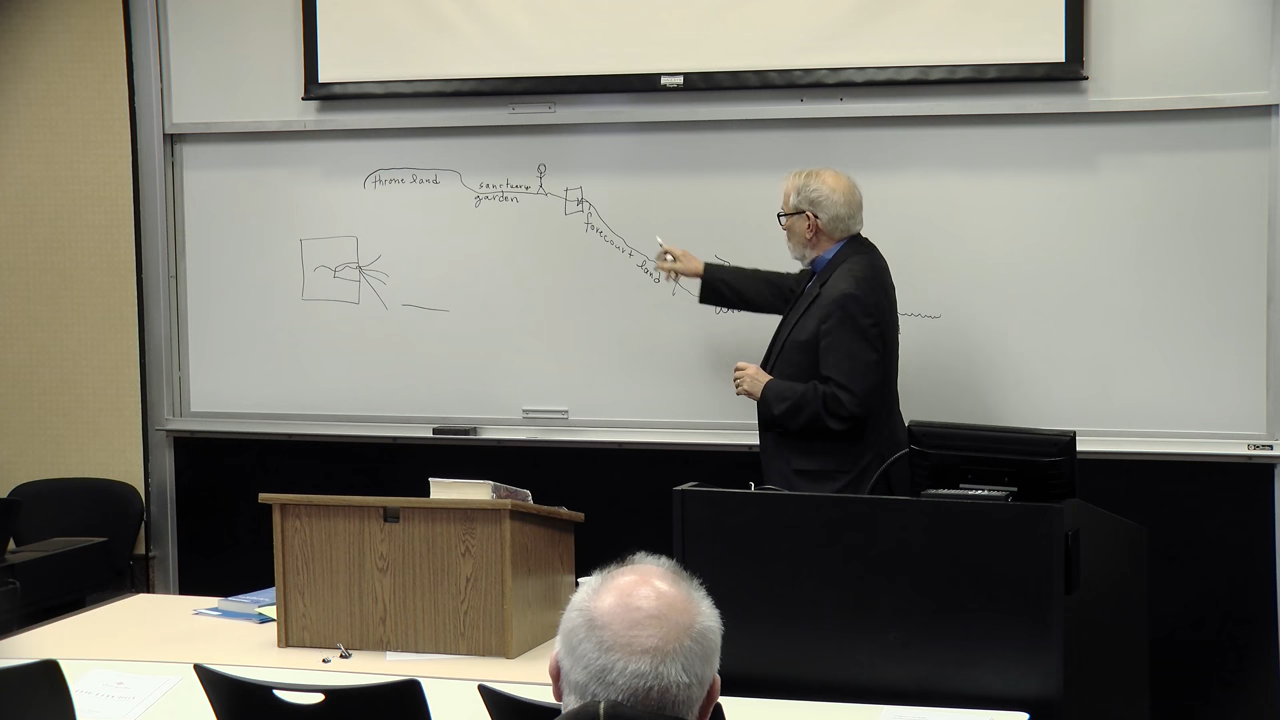 throne land
sanctuary
garden
forecourt land